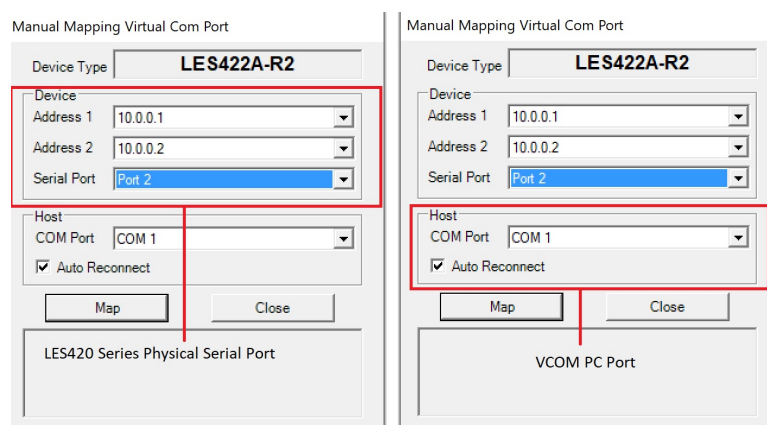 Manual Mapping Virtual Com Port
Device Type LES422A-R2
Device
Address 1 10.0.0.1
Address 2 10.0.0.2
Serial Port Port 2
Host
COM Port COM 1
Auto Reconnect
Map Close
LES420 Series Physical Serial Port
Manual Mapping Virtual Com Port
Device Type LES422A-R2
Device
Address 1 10.0.0.1
Address 2 10.0.0.2
Serial Port Port 2
Host
COM Port COM 1
Auto Reconnect
Map Close
VCOM PC Port